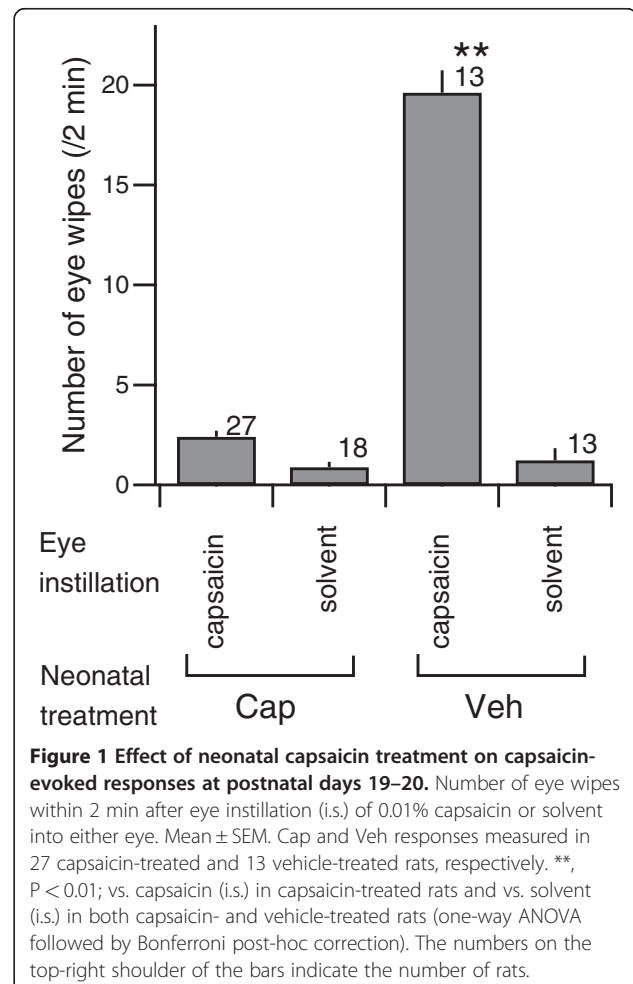 Number of eye wipes (/2 min)
20
15
10
5
0
27
18
**
13
13
Eye
instillation
capsaicin
solvent
capsaicin
solvent
Neonatal
treatment
Cap
Veh
Figure 1 Effect of neonatal capsaicin treatment on capsaicin-
evoked responses at postnatal days 19–20. Number of eye wipes
within 2 min after eye instillation (i.s.) of 0.01% capsaicin or solvent
into either eye. Mean ± SEM. Cap and Veh responses measured in
27 capsaicin-treated and 13 vehicle-treated rats, respectively. **,
P < 0.01; vs. capsaicin (i.s.) in capsaicin-treated rats and vs. solvent
(i.s.) in both capsaicin- and vehicle-treated rats (one-way ANOVA
followed by Bonferroni post-hoc correction). The numbers on the
top-right shoulder of the bars indicate the number of rats.